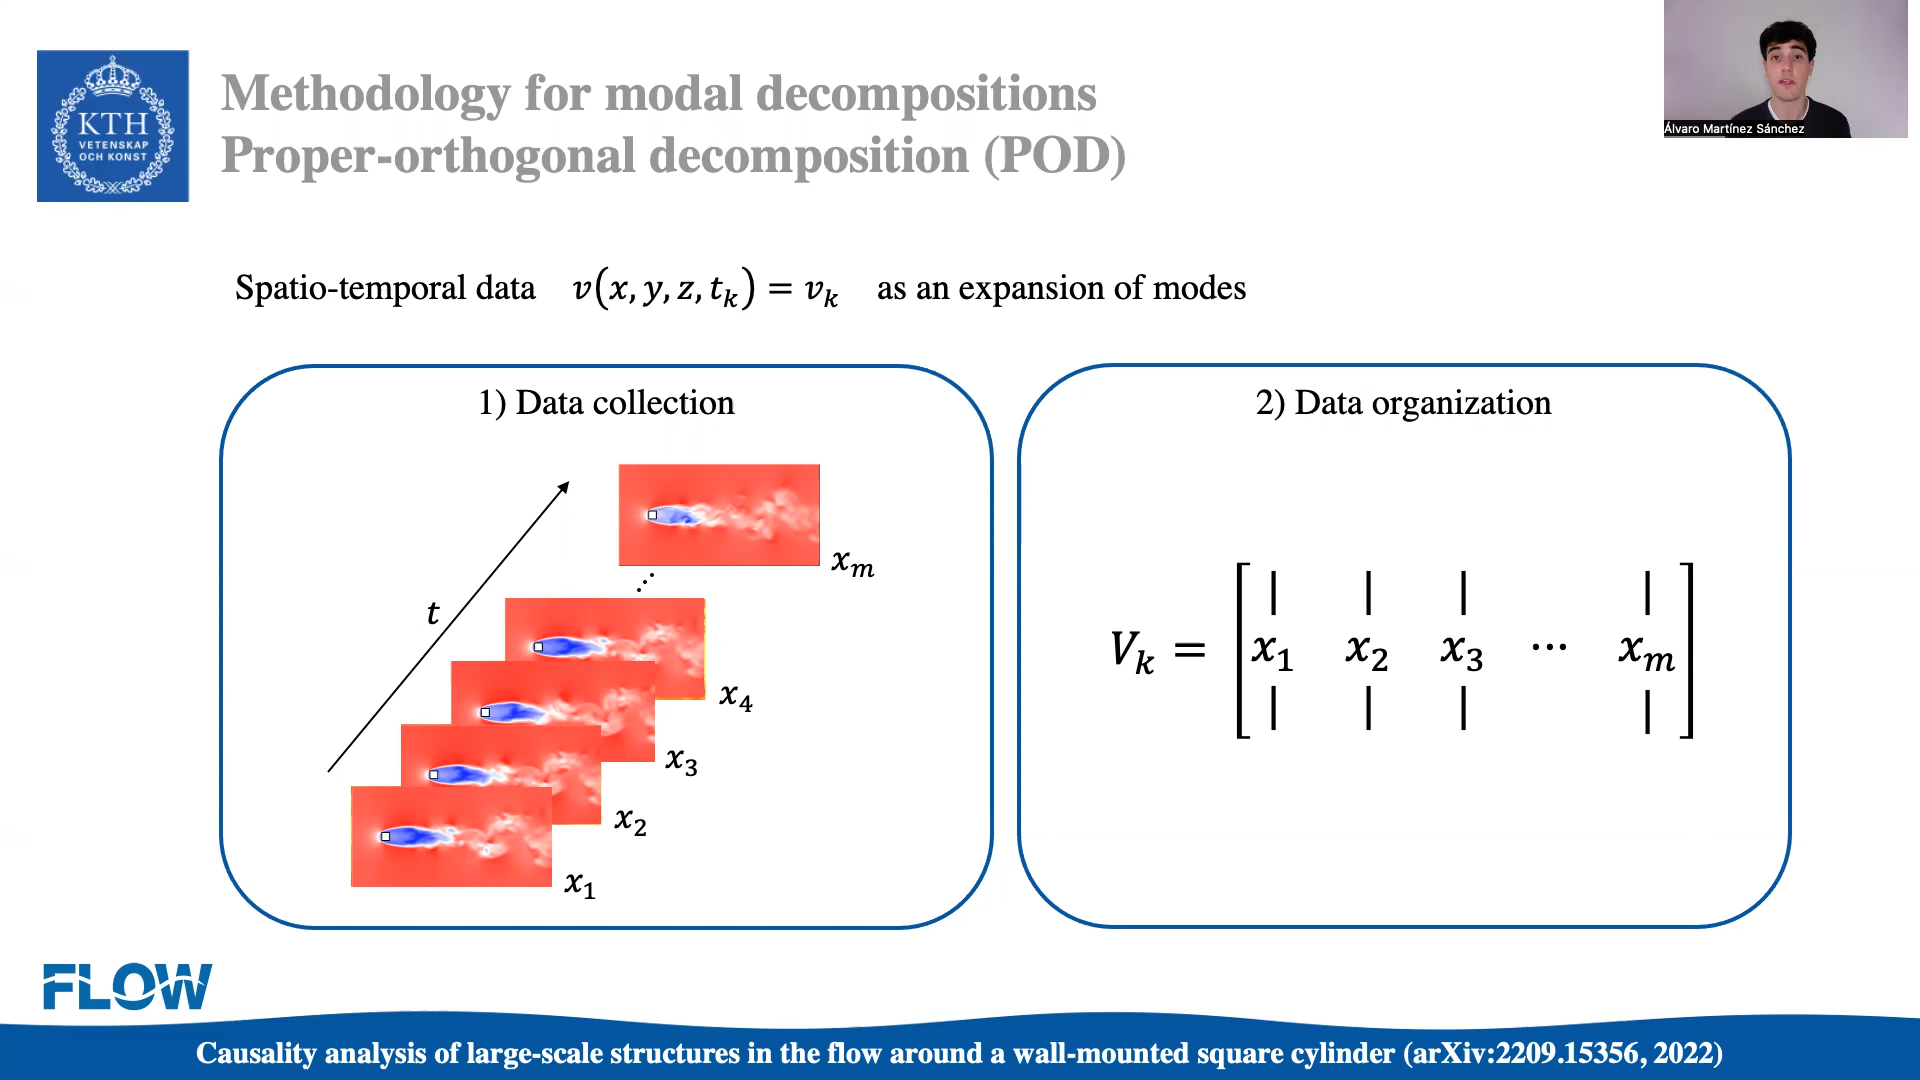 KTH
VETENSKAP
OCH KONST
Methodology for modal decompositions
Proper-orthogonal decomposition (POD)
Álvaro Martínez Sánchez
Spatio-temporal data v(x, y, z, t_k) = v_k as an expansion of modes
1) Data collection
t
x_m
⋰
x_4
x_3
x_2
x_1
2) Data organization
V_k = [x_1 x_2 x_3 ⋯ x_m]
FLOW
Causality analysis of large-scale structures in the flow around a wall-mounted square cylinder (arXiv:2209.15356, 2022)